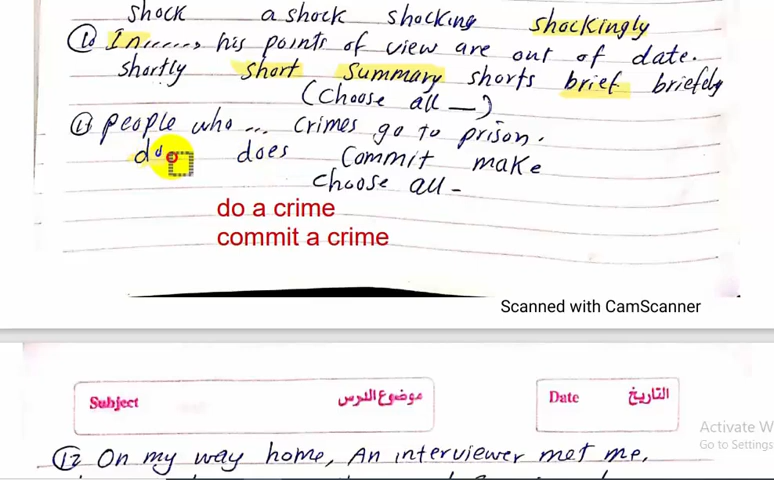 shock a shock shocking shockingly
10 In ......, his points of view are out of date.
shortly short summary shorts brief briefly
(choose all —)
11 people who ... crimes go to prison.
do does commit make
choose all -
do a crime
commit a crime
Scanned with CamScanner
Subject موضوع الدرس Date التاريخ
Activate W
Go to Settings
12 On my way home, An interviewer met me,